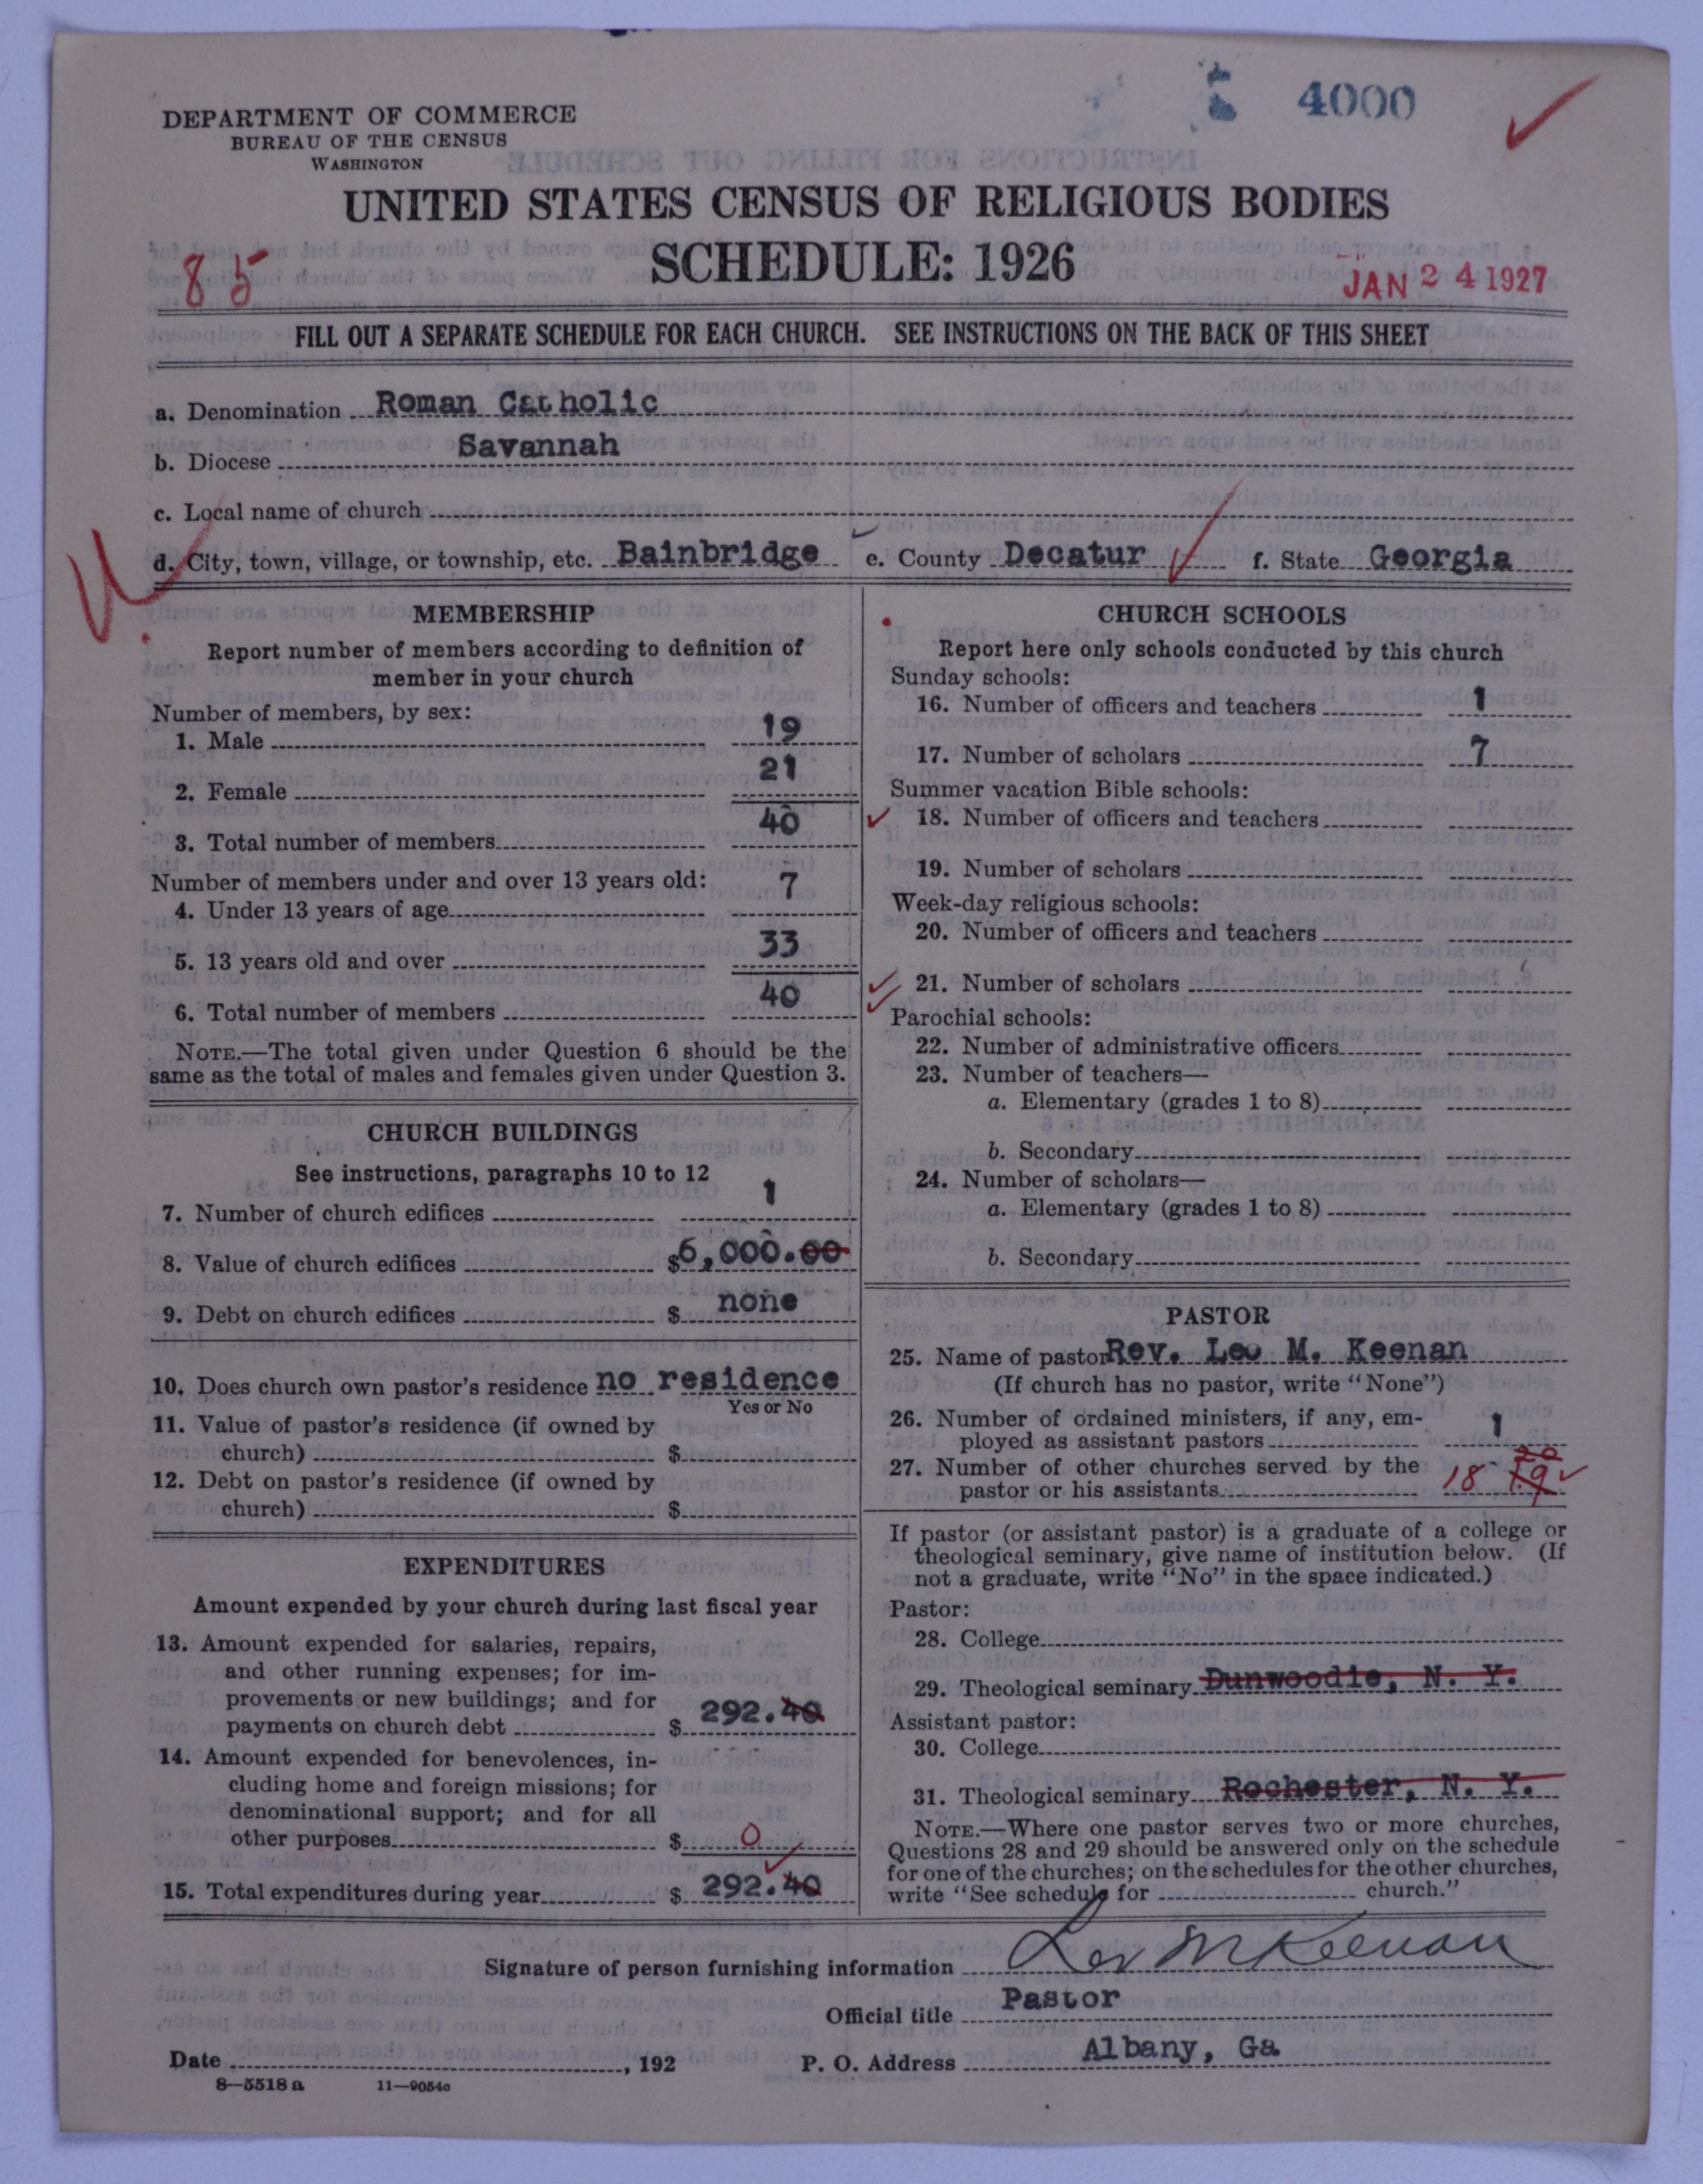 4000
DEPARTMENT OF COMMERCE
BUREAU OF THE CENSUS
WASHINGTON
UNITED STATES CENSUS OF RELIGIOUS BODIES
SCHEDULE: 1926
85
JAN 24 1927
FILL OUT A SEPARATE SCHEDULE FOR EACH CHURCH. SEE INSTRUCTIONS ON THE BACK OF THIS SHEET
a. Denomination Roman Catholic
b. Diocese Savannah
c. Local name of church
d. City, town, village, or township, etc. Bainbridge e. County Decatur f. State Georgia
MEMBERSHIP
Report number of members according to definition of
member in your church
Number of members, by sex:
1. Male 19
2. Female 21
3. Total number of members 40
Number of members under and over 13 years old:
4. Under 13 years of age 7
5. 13 years old and over 33
6. Total number of members 40
NOTE.—The total given under Question 6 should be the
same as the total of males and females given under Question 3.
CHURCH BUILDINGS
See instructions, paragraphs 10 to 12
7. Number of church edifices 1
8. Value of church edifices $6,000.00
9. Debt on church edifices $ none
10. Does church own pastor's residence no residence
Yes or No
11. Value of pastor's residence (if owned by
church) $
12. Debt on pastor's residence (if owned by
church) $
EXPENDITURES
Amount expended by your church during last fiscal year
13. Amount expended for salaries, repairs,
and other running expenses; for im-
provements or new buildings; and for
payments on church debt $ 292.40
14. Amount expended for benevolences, in-
cluding home and foreign missions; for
denominational support; and for all
other purposes $ 0
15. Total expenditures during year $ 292.40
CHURCH SCHOOLS
Report here only schools conducted by this church
Sunday schools:
16. Number of officers and teachers 1
17. Number of scholars 7
Summer vacation Bible schools:
18. Number of officers and teachers
19. Number of scholars
Week-day religious schools:
20. Number of officers and teachers
21. Number of scholars
Parochial schools:
22. Number of administrative officers
23. Number of teachers—
a. Elementary (grades 1 to 8)
b. Secondary
24. Number of scholars—
a. Elementary (grades 1 to 8)
b. Secondary
PASTOR
25. Name of pastor Rev. Leo M. Keenan
(If church has no pastor, write "None")
26. Number of ordained ministers, if any, em-
ployed as assistant pastors 1
20
27. Number of other churches served by the
pastor or his assistants 18 19
If pastor (or assistant pastor) is a graduate of a college or
theological seminary, give name of institution below. (If
not a graduate, write "No" in the space indicated.)
Pastor:
28. College
29. Theological seminary Dunwoodie, N. Y.
Assistant pastor:
30. College
31. Theological seminary Rochester, N. Y.
NOTE.—Where one pastor serves two or more churches,
Questions 28 and 29 should be answered only on the schedule
for one of the churches; on the schedules for the other churches,
write "See schedule for church."
Signature of person furnishing information Leo M Keenan
Official title Pastor
Date , 192 P. O. Address Albany, Ga
8—5518 a 11—9054c